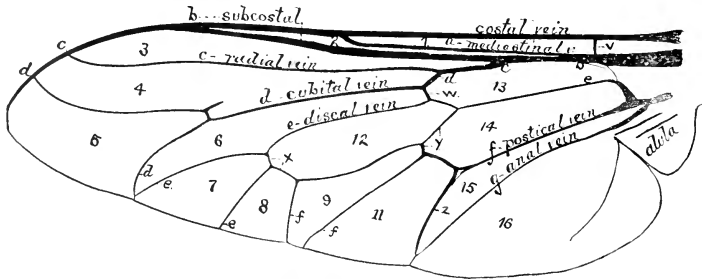 b subcostal
costal vein
1
2
a-mediastinal v.
v
3
c
c-radial vein
d
c
b
e
d
4
d cubital vein
w
13
e-discal vein
14
5
6
12
y
f-postical vein
g-anal vein
alula
x
d
e
7
8
9
11
15
z
16
e
f
f